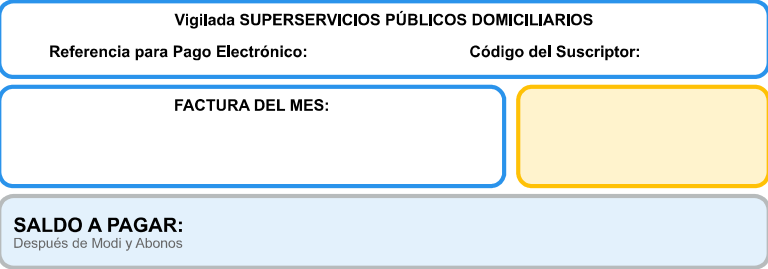 Vigilada SUPERSERVICIOS PÚBLICOS DOMICILIARIOS
Referencia para Pago Electrónico: Código del Suscriptor:
FACTURA DEL MES:
SALDO A PAGAR:
Después de Modi y Abonos